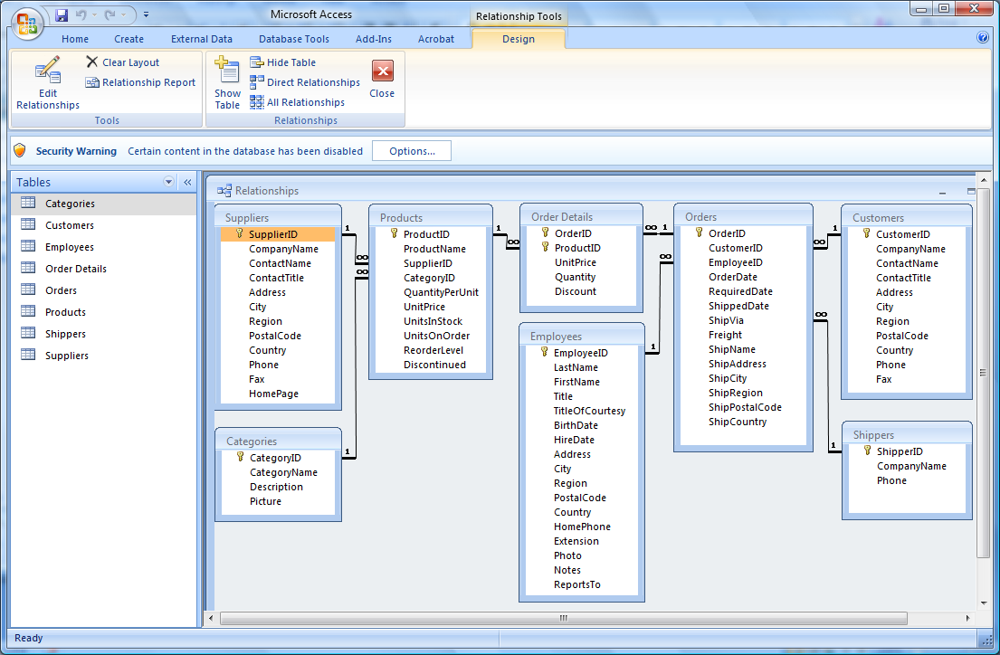 Microsoft Access
Relationship Tools
Home Create External Data Database Tools Add-Ins Acrobat Design
Edit Relationships
Clear Layout
Relationship Report
Tools
Show Table
Hide Table
Direct Relationships
All Relationships
Close
Relationships
Security Warning Certain content in the database has been disabled Options...
Tables
Categories
Customers
Employees
Order Details
Orders
Products
Shippers
Suppliers
Relationships
Suppliers
SupplierID
CompanyName
ContactName
ContactTitle
Address
City
Region
PostalCode
Country
Phone
Fax
HomePage
1
∞
Categories
CategoryID
CategoryName
Description
Picture
1
∞
Products
ProductID
ProductName
SupplierID
CategoryID
QuantityPerUnit
UnitPrice
UnitsInStock
UnitsOnOrder
ReorderLevel
Discontinued
1
∞
Order Details
OrderID
ProductID
UnitPrice
Quantity
Discount
∞
1
Employees
EmployeeID
LastName
FirstName
Title
TitleOfCourtesy
BirthDate
HireDate
Address
City
Region
PostalCode
Country
HomePhone
Extension
Photo
Notes
ReportsTo
1
∞
Orders
OrderID
CustomerID
EmployeeID
OrderDate
RequiredDate
ShippedDate
ShipVia
Freight
ShipName
ShipAddress
ShipCity
ShipRegion
ShipPostalCode
ShipCountry
∞
1
∞
1
Customers
CustomerID
CompanyName
ContactName
ContactTitle
Address
City
Region
PostalCode
Country
Phone
Fax
Shippers
ShipperID
CompanyName
Phone
Ready